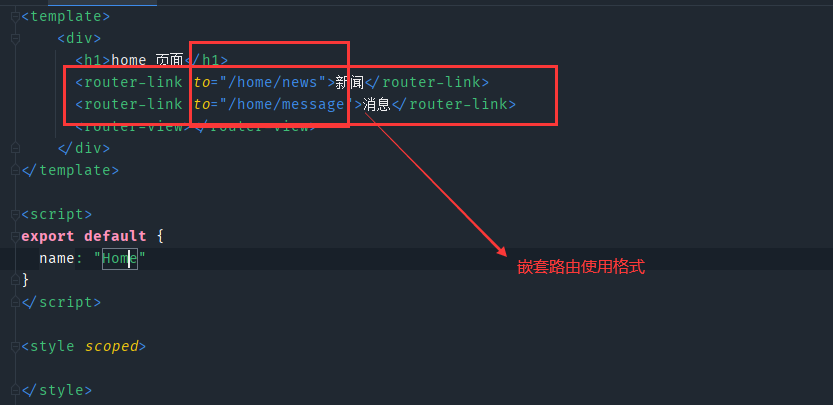 <template>
<div>
<h1>home 页面</h1>
<router-link to="/home/news">新闻</router-link>
<router-link to="/home/message">消息</router-link>
<router-view></router-view>
</div>
</template>
<script>
export default {
name: "Home"
嵌套路由使用格式
}
</script>
<style scoped>
</style>